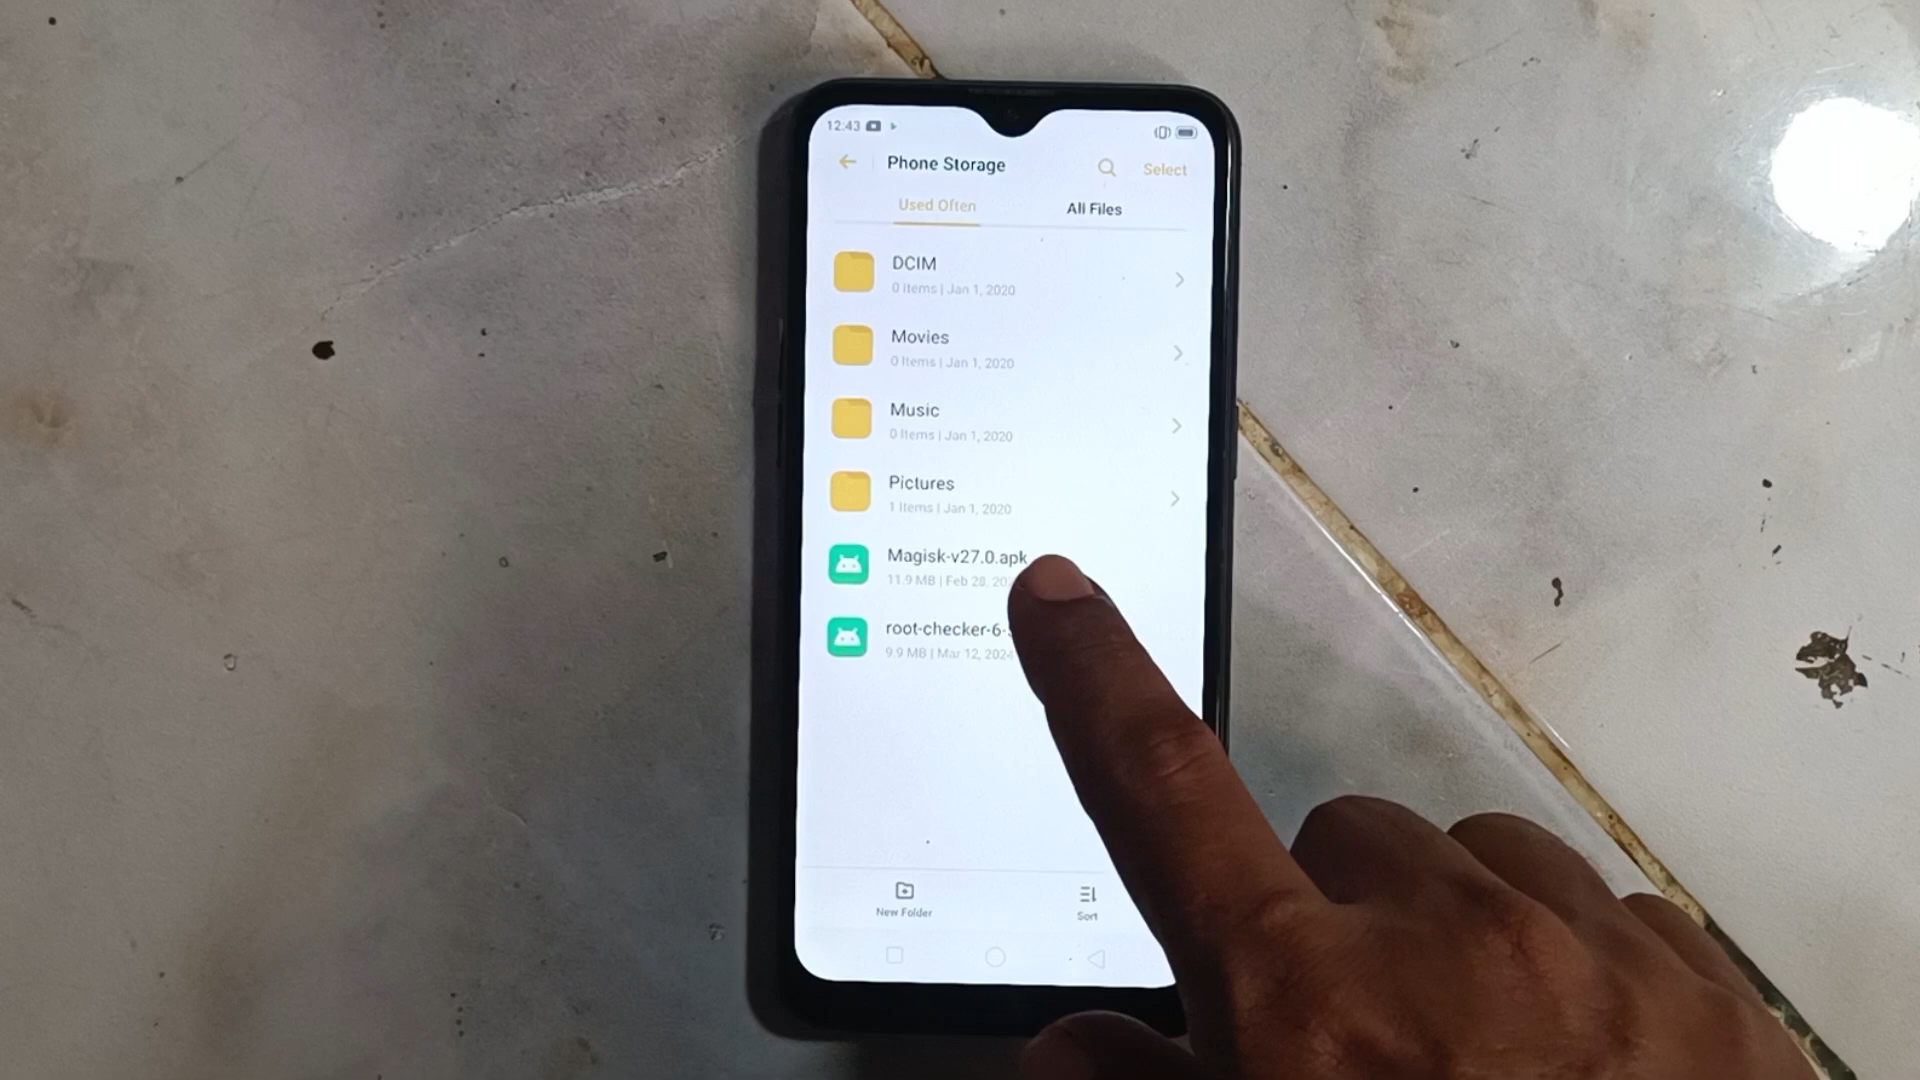 12:43
Phone Storage
Select
Used Often
All Files
DCIM
0 Items | Jan 1, 2020
Movies
0 Items | Jan 1, 2020
Music
0 Items | Jan 1, 2020
Pictures
1 Items | Jan 1, 2020
Magisk-v27.0.apk
11.9 MB | Feb 28, 20
root-checker-6-
9.9 MB | Mar 12, 2024
New Folder
Sort